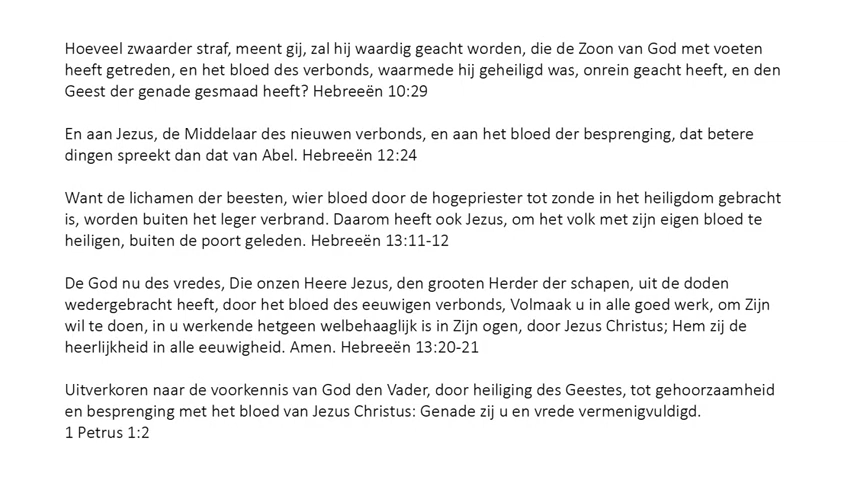 Hoeveel zwaarder straf, meent gij, zal hij waardig geacht worden, die de Zoon van God met voeten
heeft getreden, en het bloed des verbonds, waarmede hij geheiligd was, onrein geacht heeft, en den
Geest der genade gesmaad heeft? Hebreeën 10:29
En aan Jezus, de Middelaar des nieuwen verbonds, en aan het bloed der besprenging, dat betere
dingen spreekt dan dat van Abel. Hebreeën 12:24
Want de lichamen der beesten, wier bloed door de hogepriester tot zonde in het heiligdom gebracht
is, worden buiten het leger verbrand. Daarom heeft ook Jezus, om het volk met zijn eigen bloed te
heiligen, buiten de poort geleden. Hebreeën 13:11-12
De God nu des vredes, Die onzen Heere Jezus, den grooten Herder der schapen, uit de doden
wedergebracht heeft, door het bloed des eeuwigen verbonds, Volmaak u in alle goed werk, om Zijn
wil te doen, in u werkende hetgeen welbehaaglijk is in Zijn ogen, door Jezus Christus; Hem zij de
heerlijkheid in alle eeuwigheid. Amen. Hebreeën 13:20-21
Uitverkoren naar de voorkennis van God den Vader, door heiliging des Geestes, tot gehoorzaamheid
en besprenging met het bloed van Jezus Christus: Genade zij u en vrede vermenigvuldigd.
1 Petrus 1:2